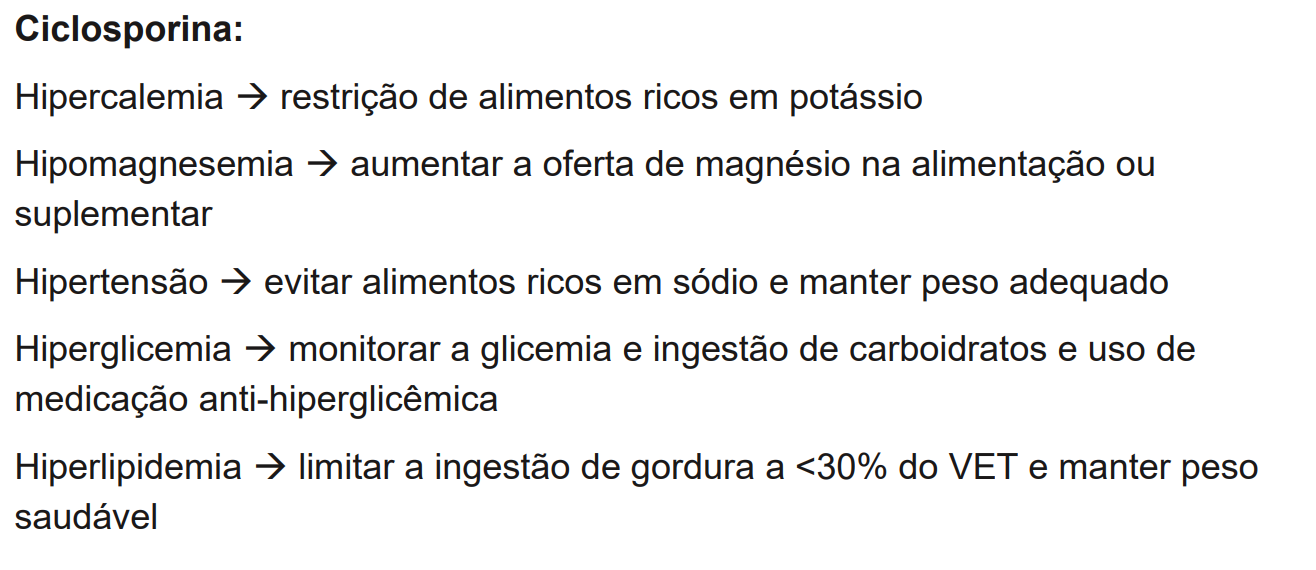 Ciclosporina:
Hipercalemia → restrição de alimentos ricos em potássio
Hipomagnesemia → aumentar a oferta de magnésio na alimentação ou
suplementar
Hipertensão → evitar alimentos ricos em sódio e manter peso adequado
Hiperglicemia → monitorar a glicemia e ingestão de carboidratos e uso de
medicação anti-hiperglicêmica
Hiperlipidemia → limitar a ingestão de gordura a <30% do VET e manter peso
saudável